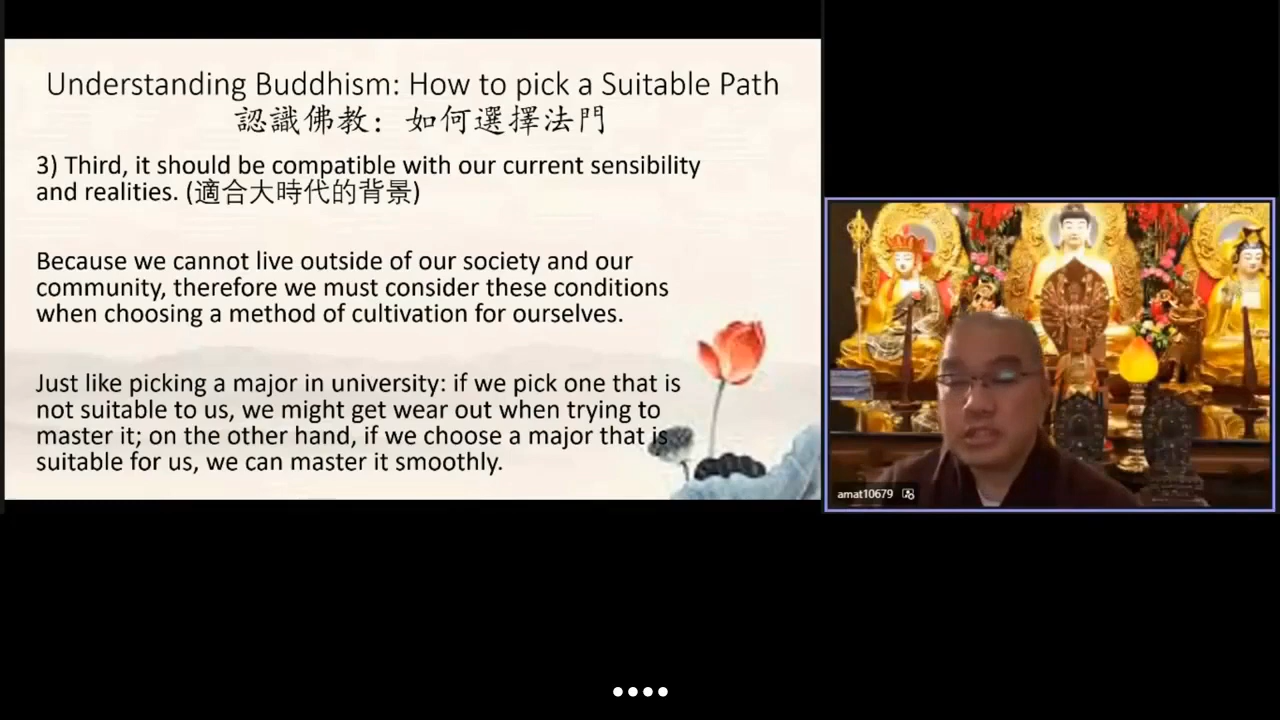 Understanding Buddhism: How to pick a Suitable Path
認識佛教：如何選擇法門
3) Third, it should be compatible with our current sensibility
and realities. (適合大時代的背景)
Because we cannot live outside of our society and our
community, therefore we must consider these conditions
when choosing a method of cultivation for ourselves.
Just like picking a major in university: if we pick one that is
not suitable to us, we might get wear out when trying to
master it; on the other hand, if we choose a major that is
suitable for us, we can master it smoothly.
amat10679